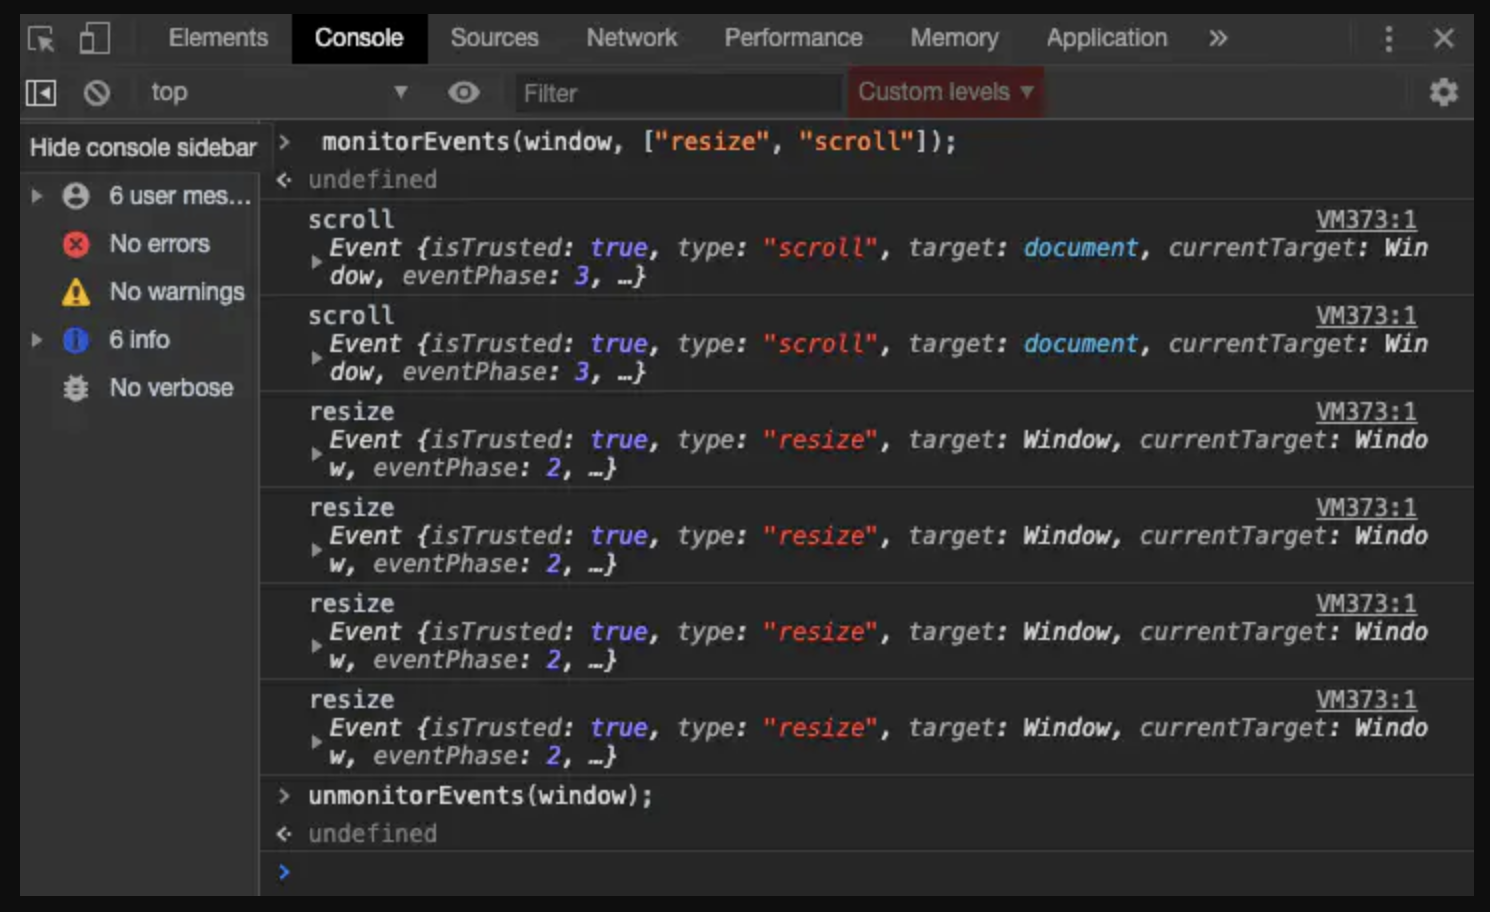 Elements Console Sources Network Performance Memory Application »
top ▼ Filter Custom levels ▼
Hide console sidebar
6 user mes...
No errors
No warnings
6 info
No verbose
> monitorEvents(window, ["resize", "scroll"]);
<· undefined
scroll VM373:1
Event {isTrusted: true, type: "scroll", target: document, currentTarget: Win
dow, eventPhase: 3, …}
scroll VM373:1
Event {isTrusted: true, type: "scroll", target: document, currentTarget: Win
dow, eventPhase: 3, …}
resize VM373:1
Event {isTrusted: true, type: "resize", target: Window, currentTarget: Windo
w, eventPhase: 2, …}
resize VM373:1
Event {isTrusted: true, type: "resize", target: Window, currentTarget: Windo
w, eventPhase: 2, …}
resize VM373:1
Event {isTrusted: true, type: "resize", target: Window, currentTarget: Windo
w, eventPhase: 2, …}
resize VM373:1
Event {isTrusted: true, type: "resize", target: Window, currentTarget: Windo
w, eventPhase: 2, …}
> unmonitorEvents(window);
<· undefined
>